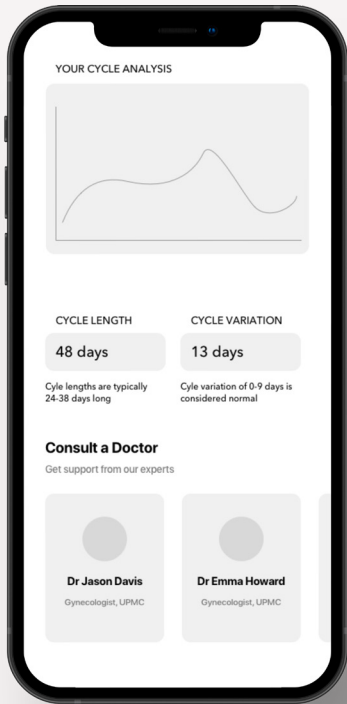 YOUR CYCLE ANALYSIS
CYCLE LENGTH
CYCLE VARIATION
48 days
13 days
Cyle lengths are typically
24-38 days long
Cyle variation of 0-9 days is
considered normal
Consult a Doctor
Get support from our experts
Dr Jason Davis
Dr Emma Howard
Gynecologist, UPMC
Gynecologist, UPMC